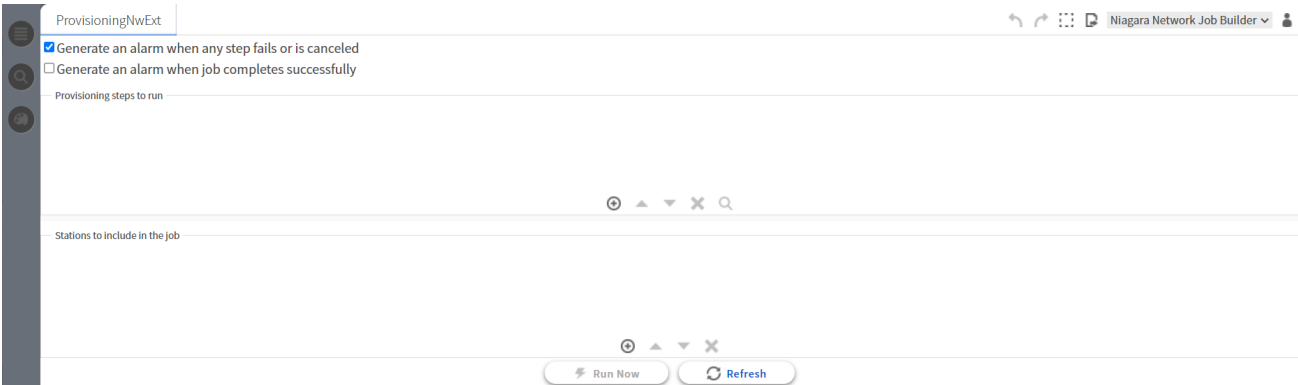 ProvisioningNwExt
Niagara Network Job Builder
Generate an alarm when any step fails or is canceled
Generate an alarm when job completes successfully
Provisioning steps to run
Stations to include in the job
Run Now
Refresh